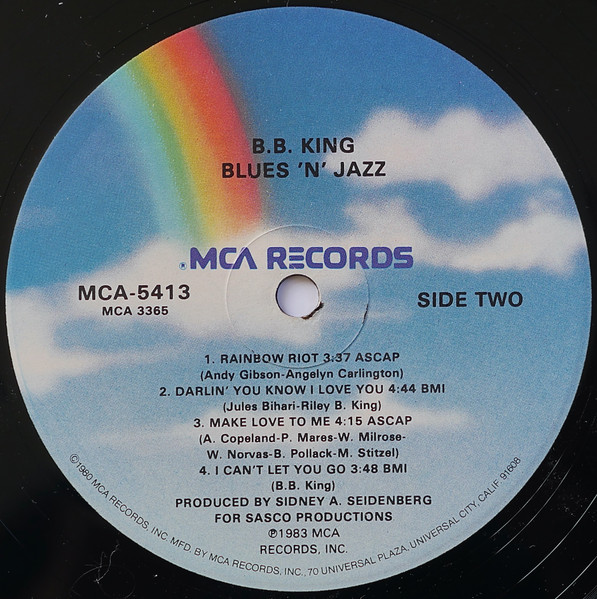 B.B. KING
BLUES 'N' JAZZ
®MCA RECORDS
MCA-5413
MCA 3365
SIDE TWO
1. RAINBOW RIOT 3:37 ASCAP
(Andy Gibson-Angelyn Carlington)
2. DARLIN' YOU KNOW I LOVE YOU 4:44 BMI
(Jules Bihari-Riley B. King)
3. MAKE LOVE TO ME 4:15 ASCAP
(A. Copeland-P. Mares-W. Milrose-
W. Norvas-B. Pollack-M. Stitzel)
4. I CAN'T LET YOU GO 3:48 BMI
(B.B. King)
PRODUCED BY SIDNEY A. SEIDENBERG
FOR SASCO PRODUCTIONS
℗1983 MCA
RECORDS, INC.
©1980 MCA RECORDS, INC. MFD. BY MCA RECORDS, INC., 70 UNIVERSAL PLAZA, UNIVERSAL CITY, CALIF. 91608